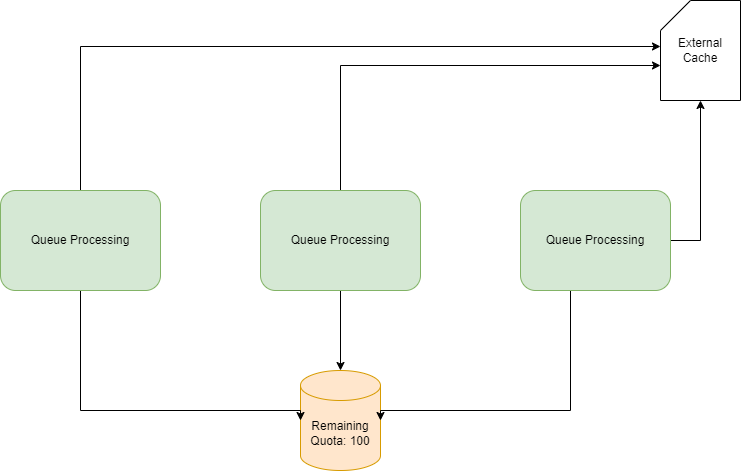 External
Cache
Queue Processing
Queue Processing
Queue Processing
Remaining
Quota: 100